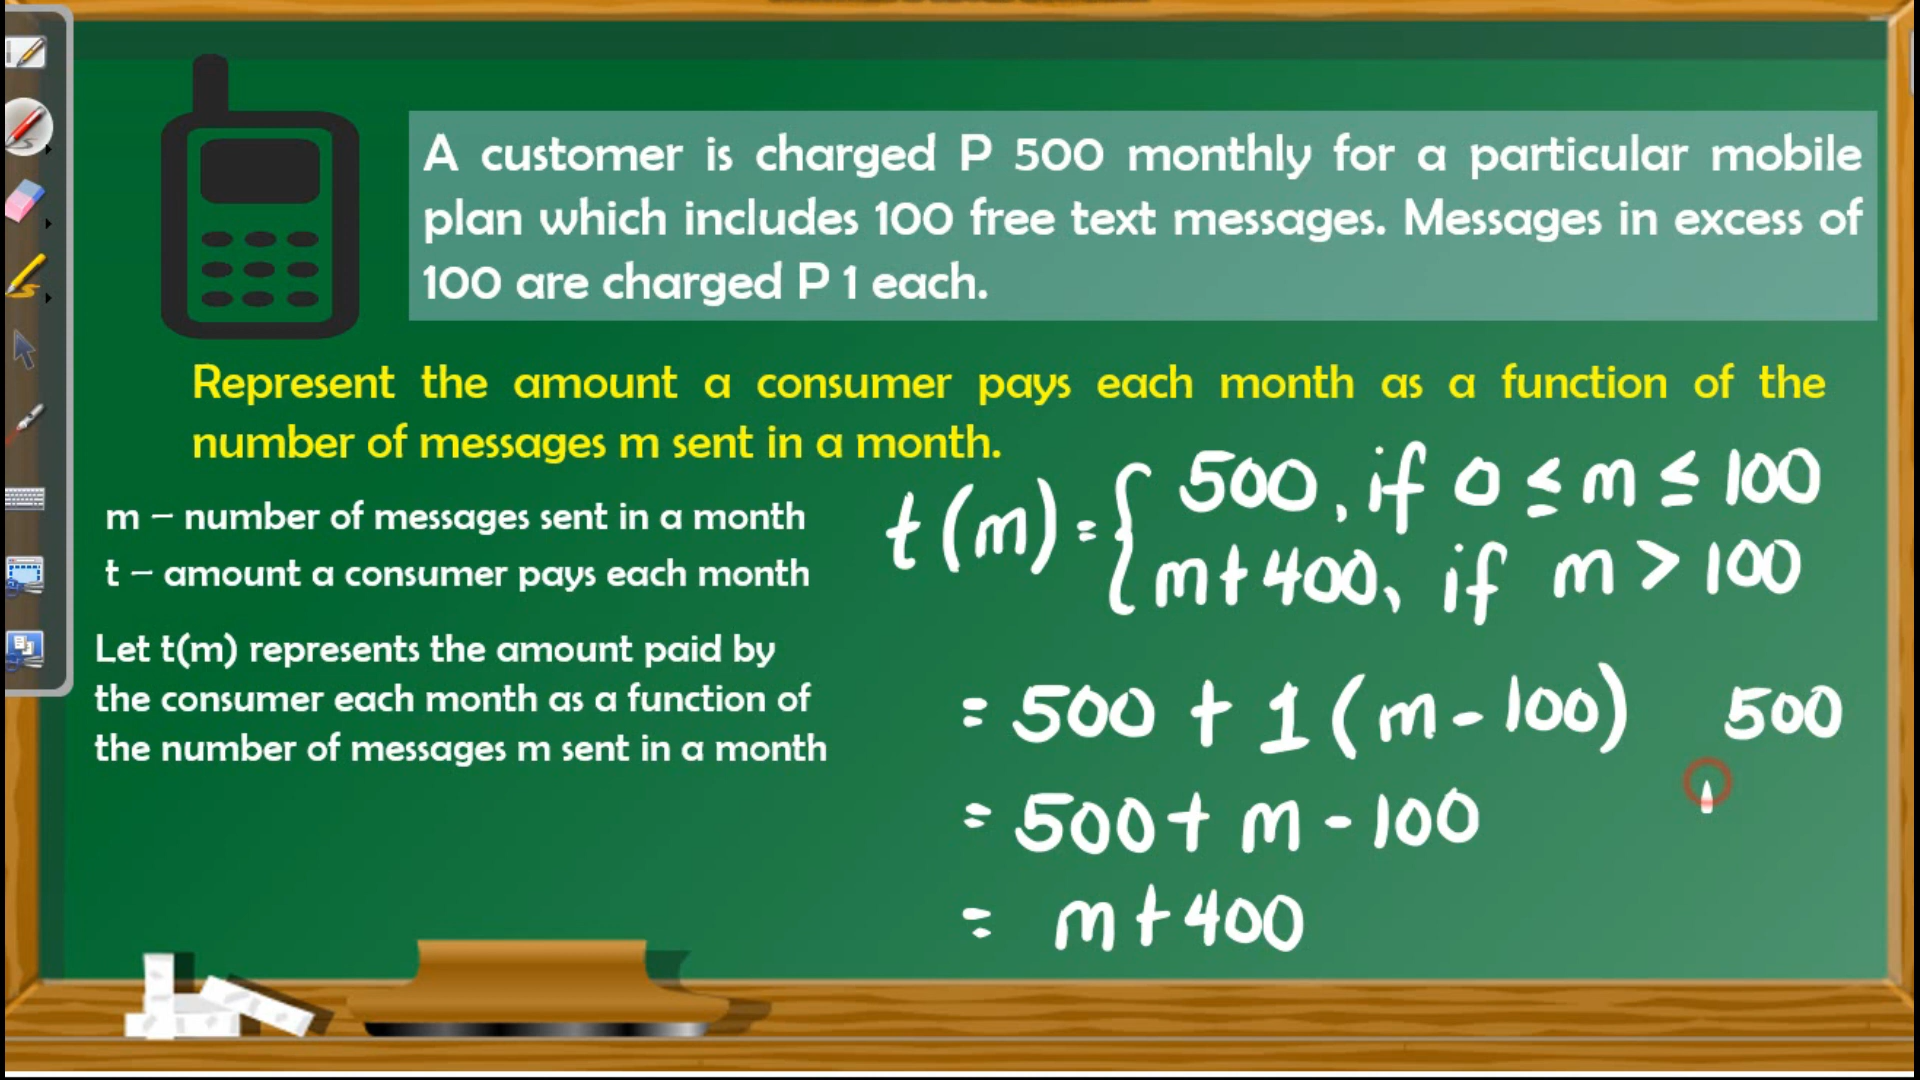 A customer is charged P 500 monthly for a particular mobile
plan which includes 100 free text messages. Messages in excess of
100 are charged P 1 each.
Represent the amount a consumer pays each month as a function of the
number of messages m sent in a month.
m – number of messages sent in a month
t – amount a consumer pays each month
Let t(m) represents the amount paid by
the consumer each month as a function of
the number of messages m sent in a month
t(m) = { 500, if 0 ≤ m ≤ 100
m+400, if m > 100
= 500 + 1 (m - 100) 500
= 500 + m - 100
= m + 400